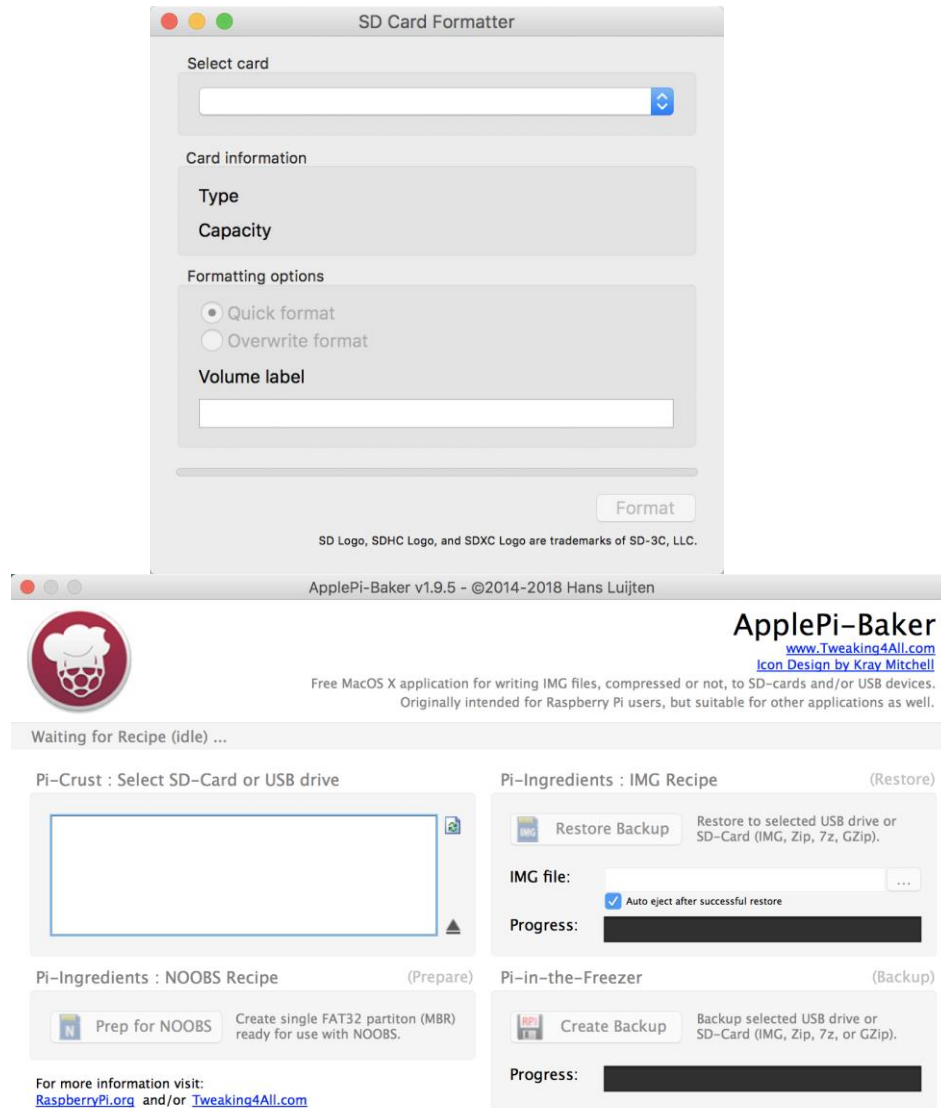 SD Card Formatter
Select card
Card information
Type
Capacity
Formatting options
Quick format
Overwrite format
Volume label
Format
SD Logo, SDHC Logo, and SDXC Logo are trademarks of SD-3C, LLC.
ApplePi-Baker v1.9.5 - ©2014-2018 Hans Luijten
ApplePi-Baker
www.Tweaking4All.com
Icon Design by Kray Mitchell
Free MacOS X application for writing IMG files, compressed or not, to SD-cards and/or USB devices.
Originally intended for Raspberry Pi users, but suitable for other applications as well.
Waiting for Recipe (idle) ...
Pi-Crust : Select SD-Card or USB drive
Pi-Ingredients : IMG Recipe (Restore)
IMG
Restore Backup
Restore to selected USB drive or
SD-Card (IMG, Zip, 7z, GZip).
IMG file:
...
Auto eject after successful restore
Progress:
Pi-Ingredients : NOOBS Recipe (Prepare)
N
Prep for NOOBS
Create single FAT32 partiton (MBR)
ready for use with NOOBS.
Pi-in-the-Freezer (Backup)
RPI
Create Backup
Backup selected USB drive or
SD-Card (IMG, Zip, 7z, or GZip).
Progress:
For more information visit:
RaspberryPi.org and/or Tweaking4All.com